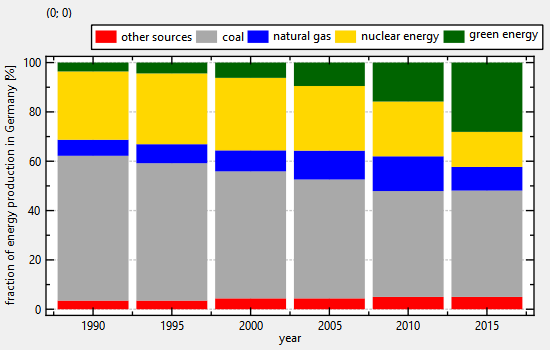 (0; 0)
other sources coal natural gas nuclear energy green energy
fraction of energy production in Germany [%]
100
80
60
40
20
0
1990 1995 2000 2005 2010 2015
year